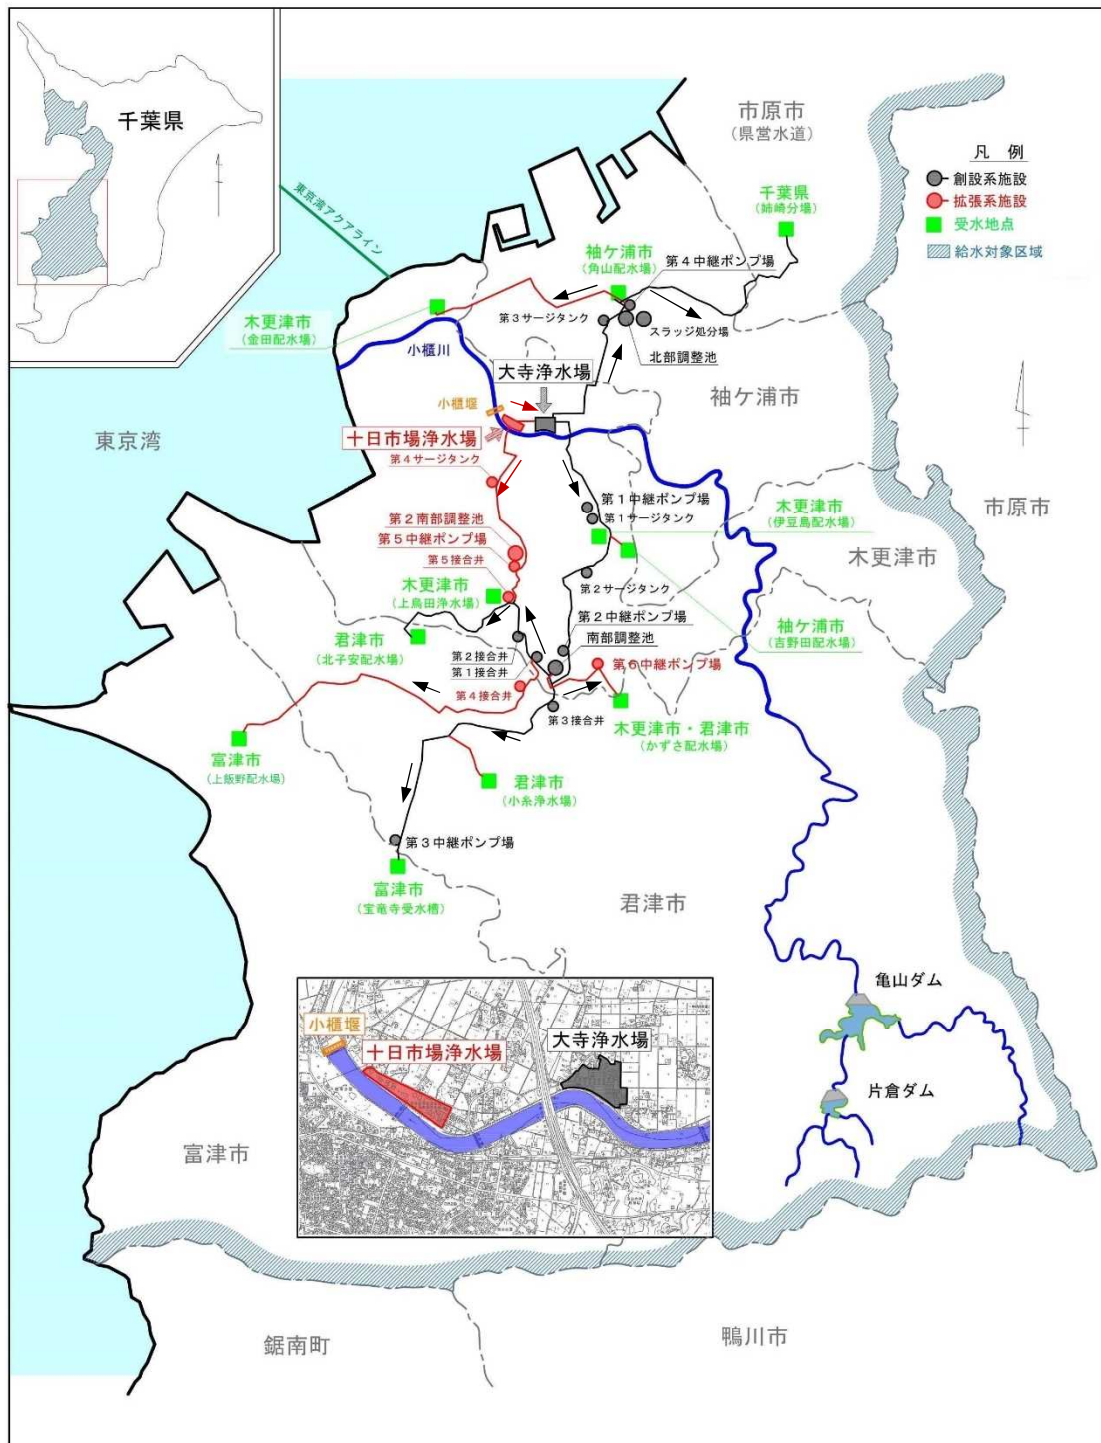 千葉県
市原市
(県営水道)
凡 例
創設系施設
拡張系施設
受水地点
給水対象区域
東京湾アクアライン
千葉県
(姉崎分場)
袖ケ浦市
(角山配水場)
第4中継ポンプ場
木更津市
(金田配水場)
第3サージタンク
スラッジ処分場
北部調整池
小櫃川
大寺浄水場
袖ケ浦市
小櫃堰
東京湾
十日市場浄水場
第4サージタンク
第1中継ポンプ場
第1サージタンク
木更津市
(伊豆島配水場)
市原市
第2南部調整池
第5中継ポンプ場
第5接合井
木更津市
第2サージタンク
木更津市
(上烏田浄水場)
第2中継ポンプ場
南部調整池
袖ケ浦市
(吉野田配水場)
君津市
(北子安配水場)
第2接合井
第1接合井
第6中継ポンプ場
第4接合井
第3接合井
木更津市・君津市
(かずさ配水場)
富津市
(上飯野配水場)
君津市
(小糸浄水場)
第3中継ポンプ場
富津市
(宝竜寺受水槽)
君津市
亀山ダム
小櫃堰
十日市場浄水場
大寺浄水場
片倉ダム
富津市
鋸南町
鴨川市